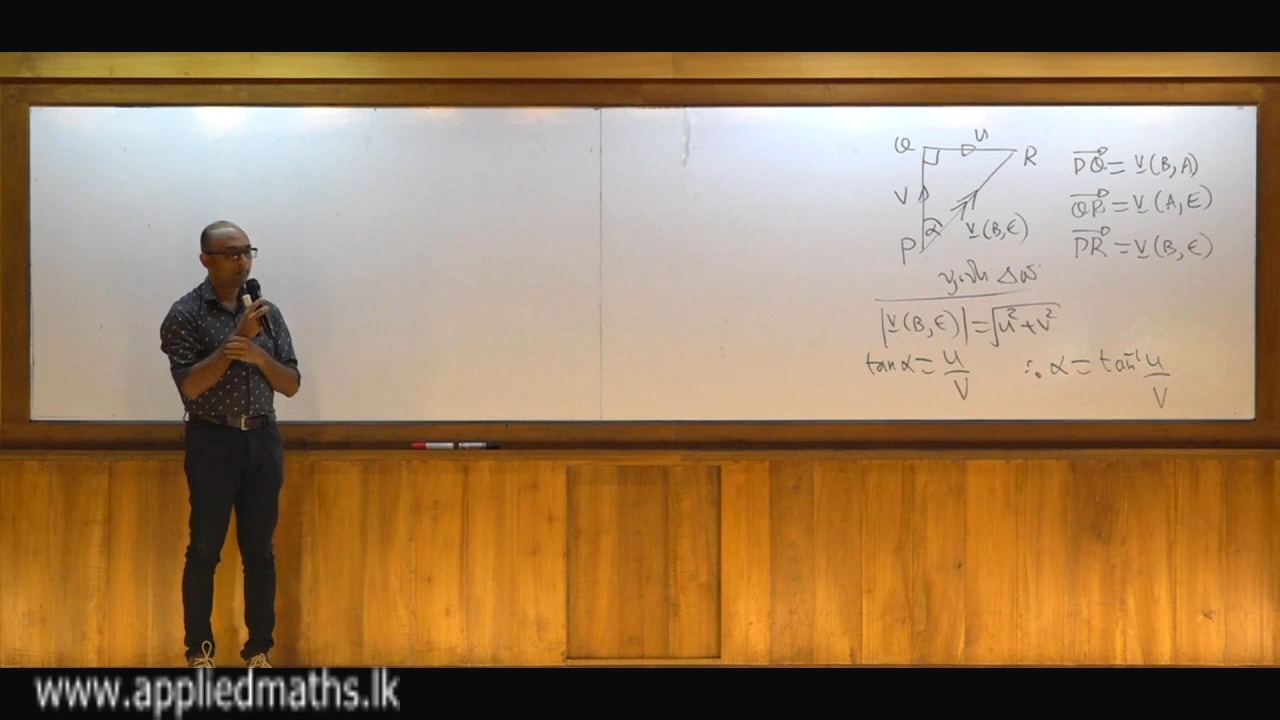 Q u R
V
P α V(B,E)
PQ→ = V(B,A)
QR→ = V(A,E)
PR→ = V(B,E)
|V(B,E)| = √u²+v²
tan α = u/V ∴ α = tan⁻¹ u/V
www.appliedmaths.lk